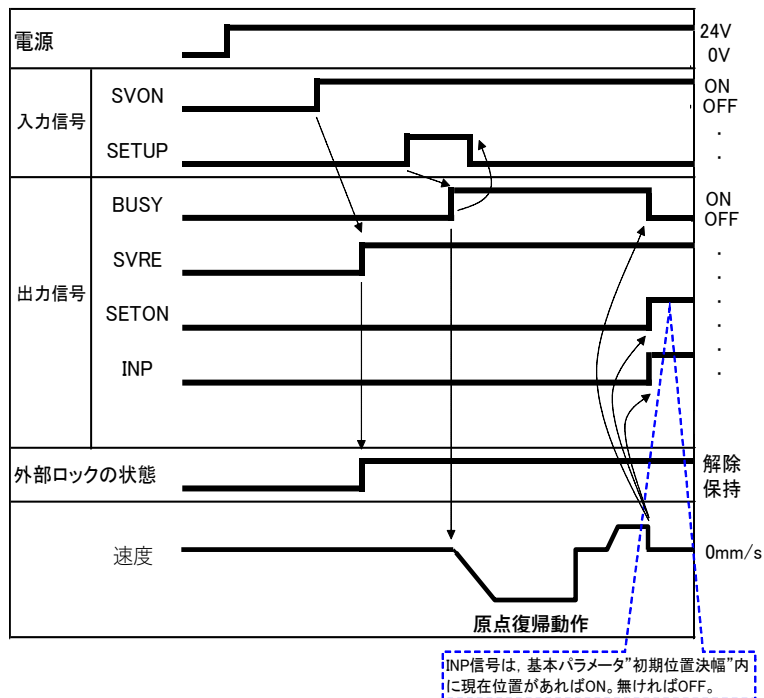 電源
24V
0V
入力信号
SVON
ON
OFF
SETUP
出力信号
BUSY
ON
OFF
SVRE
SETON
INP
外部ロックの状態
解除
保持
速度
0mm/s
原点復帰動作
INP信号は，基本パラメータ”初期位置決幅”内
に現在位置があればON。無ければOFF。